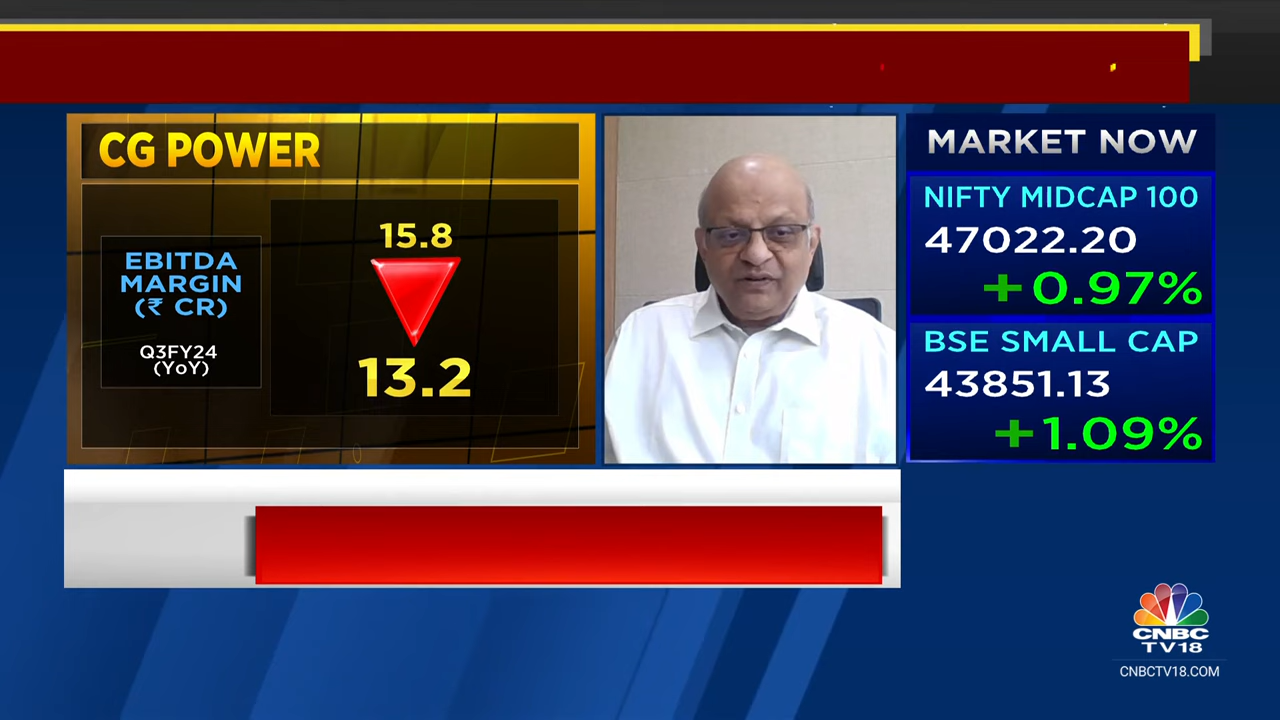 CG POWER
EBITDA
MARGIN
(₹ CR)
Q3FY24
(YoY)
15.8
13.2
MARKET NOW
NIFTY MIDCAP 100
47022.20
+0.97%
BSE SMALL CAP
43851.13
+1.09%
CNBC
TV18
CNBCTV18.COM